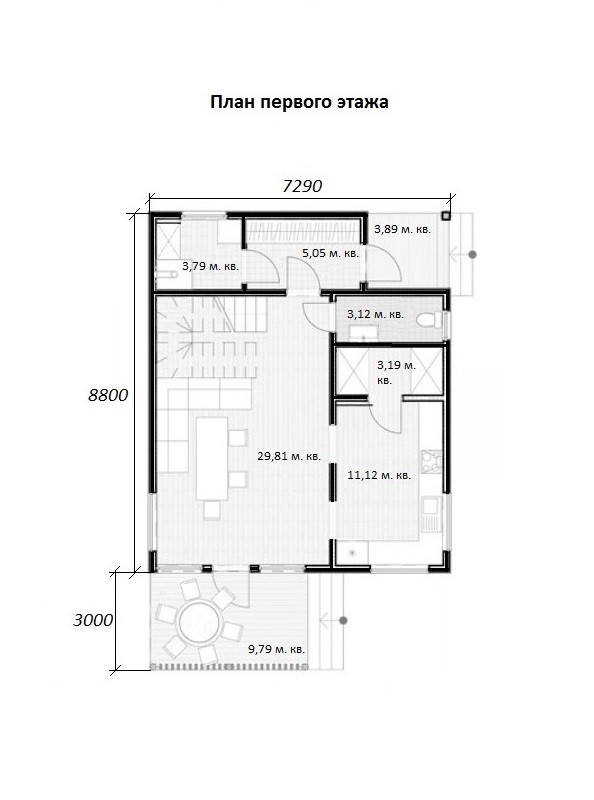 План первого этажа
7290
3,89 м. кв.
5,05 м. кв.
3,79 м. кв.
3,12 м. кв.
3,19 м.
кв.
8800
29,81 м. кв.
11,12 м. кв.
3000
9,79 м. кв.